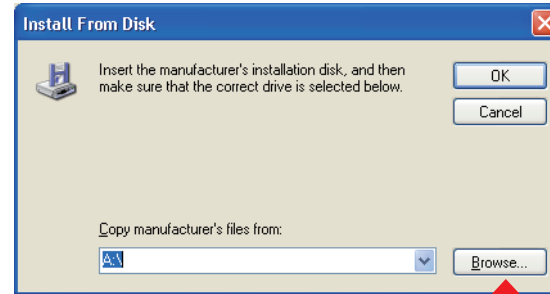 Install From Disk
Insert the manufacturer's installation disk, and then
make sure that the correct drive is selected below.
OK
Cancel
Copy manufacturer's files from:
A:\
Browse...